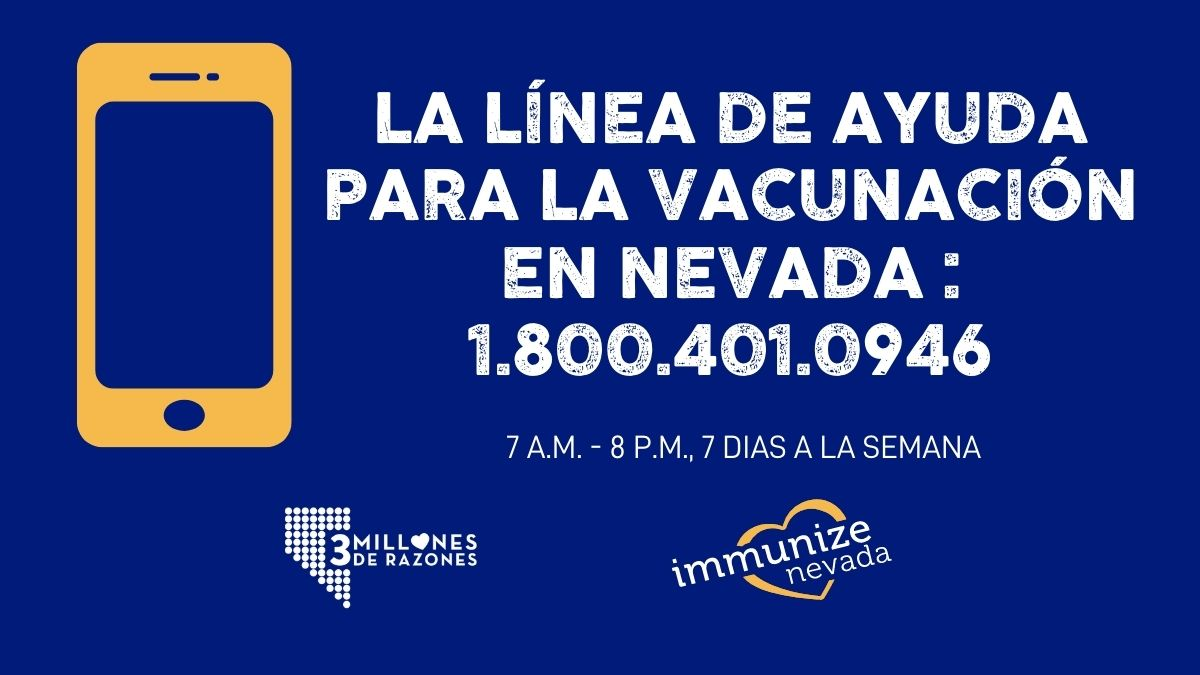 LA LÍNEA DE AYUDA
PARA LA VACUNACIÓN
EN NEVADA :
1.800.401.0946
7 A.M. - 8 P.M., 7 DIAS A LA SEMANA
3 MILLONES
DE RAZONES
immunize
nevada